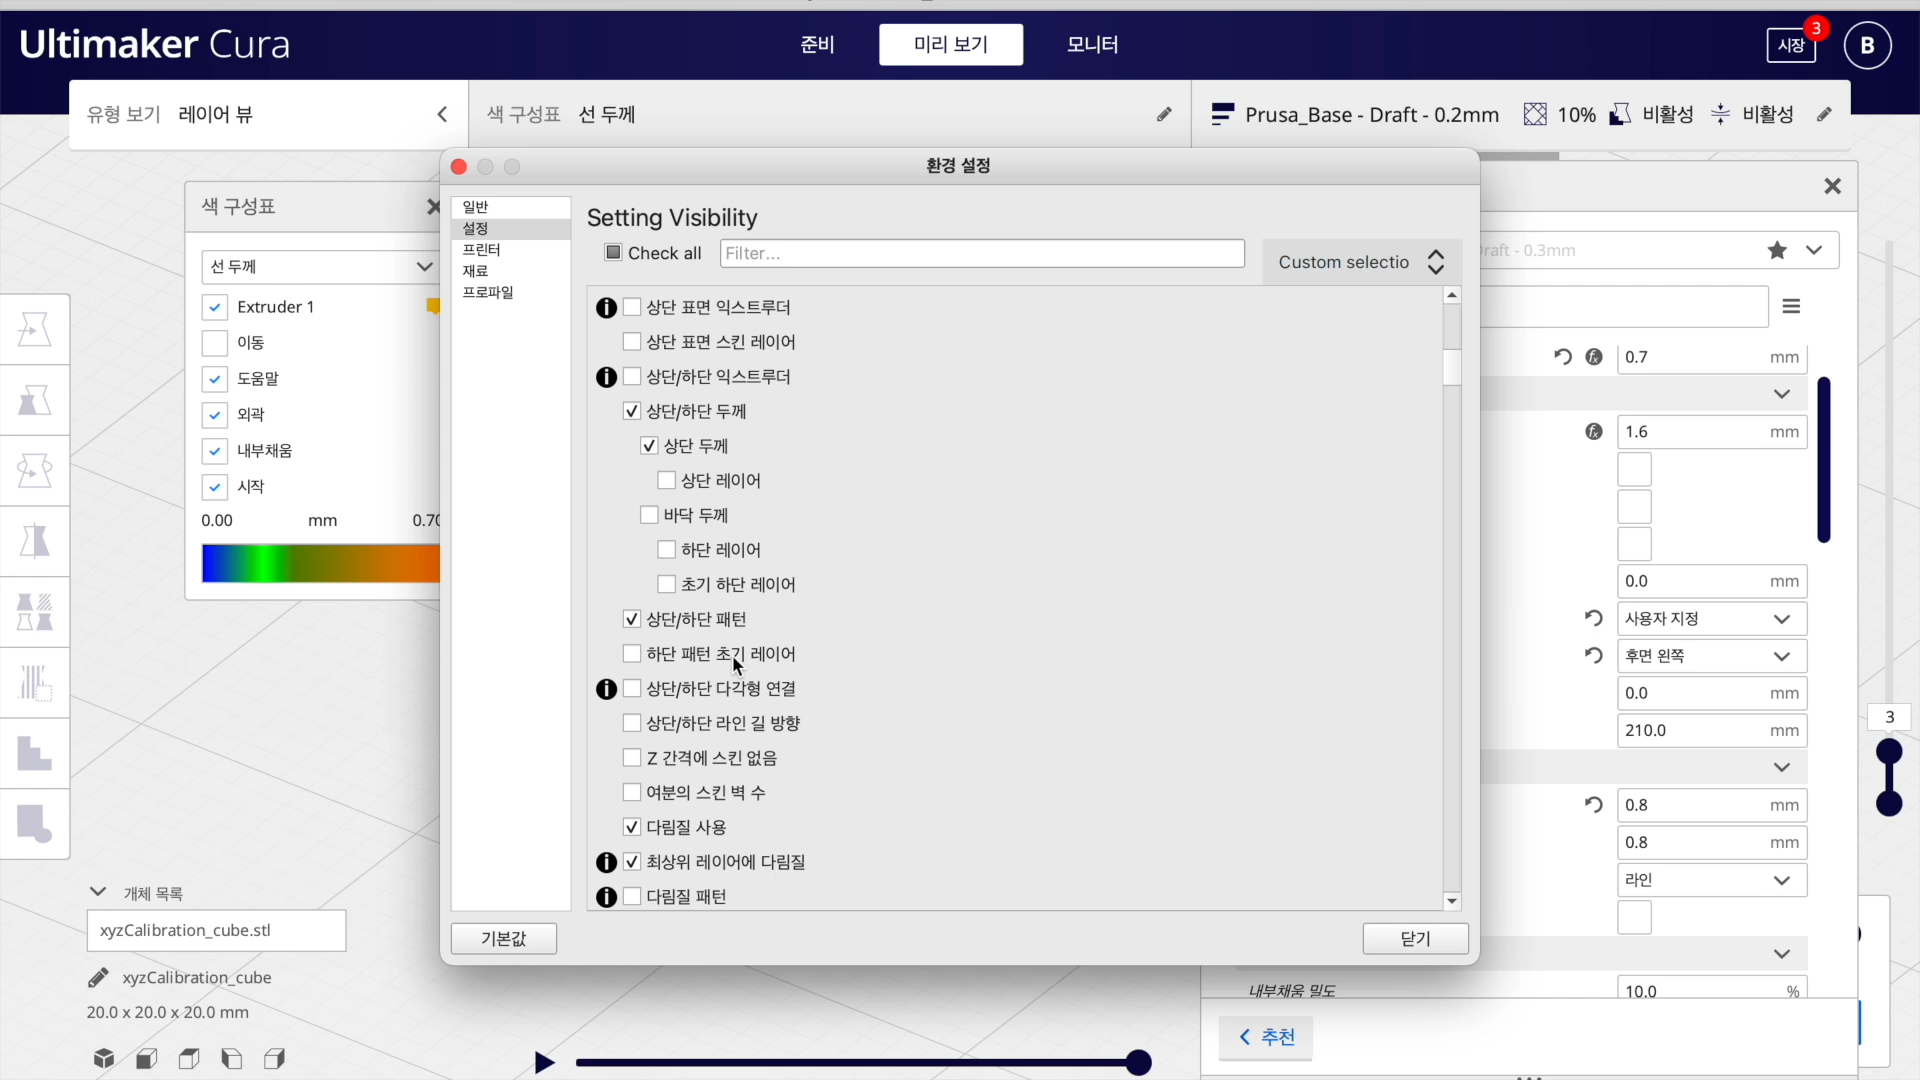 Ultimaker Cura
준비
미리 보기
모니터
시장
3
B
유형 보기 레이어 뷰
색 구성표 선 두께
Prusa_Base - Draft - 0.2mm
10%
비활성
비활성
색 구성표
선 두께
Extruder 1
이동
도움말
외곽
내부채움
시작
0.00 mm 0.70
환경 설정
일반
설정
프린터
재료
프로파일
Setting Visibility
Check all
Filter...
Custom selectio
상단 표면 익스트루더
상단 표면 스킨 레이어
상단/하단 익스트루더
상단/하단 두께
상단 두께
상단 레이어
바닥 두께
하단 레이어
초기 하단 레이어
상단/하단 패턴
하단 패턴 초기 레이어
상단/하단 다각형 연결
상단/하단 라인 길 방향
Z 간격에 스킨 없음
여분의 스킨 벽 수
다림질 사용
최상위 레이어에 다림질
다림질 패턴
기본값
닫기
raft - 0.3mm
0.7 mm
1.6 mm
0.0 mm
사용자 지정
후면 왼쪽
0.0 mm
210.0 mm
0.8 mm
0.8 mm
라인
내부채움 밀도 10.0 %
추천
3
개체 목록
xyzCalibration_cube.stl
xyzCalibration_cube
20.0 x 20.0 x 20.0 mm